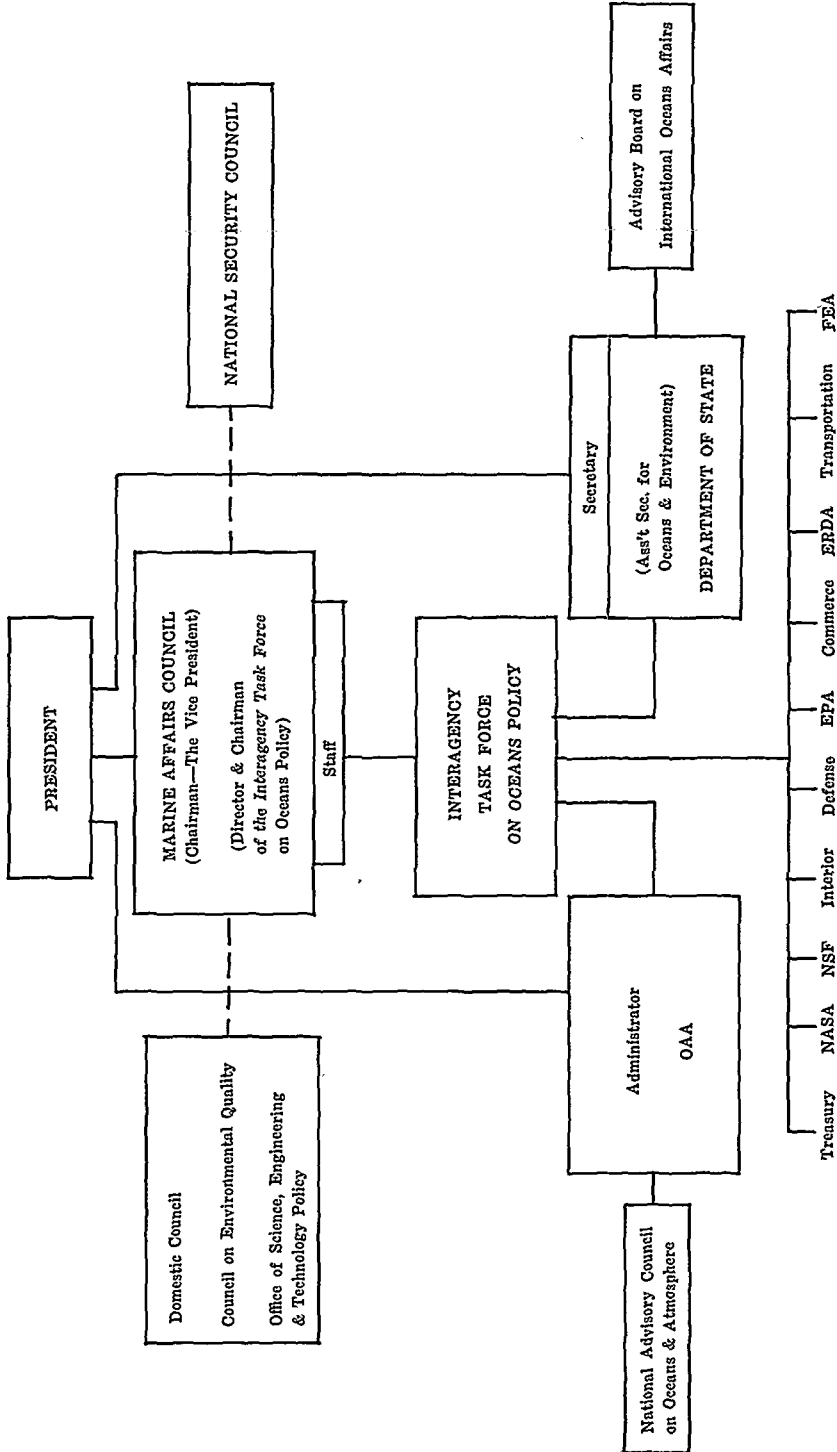 PRESIDENT
Domestic Council
Council on Environmental Quality
Office of Science, Engineering
& Technology Policy
MARINE AFFAIRS COUNCIL
(Chairman—The Vice President)
(Director & Chairman
of the Interagency Task Force
on Oceans Policy)
Staff
NATIONAL SECURITY COUNCIL
INTERAGENCY
TASK FORCE
ON OCEANS POLICY
National Advisory Council
on Oceans & Atmosphere
Administrator
OAA
Secretary
(Ass't Sec. for
Oceans & Environment)
DEPARTMENT OF STATE
Advisory Board on
International Oceans Affairs
Treasury NASA NSF Interior Defense EPA Commerce ERDA Transportation FEA